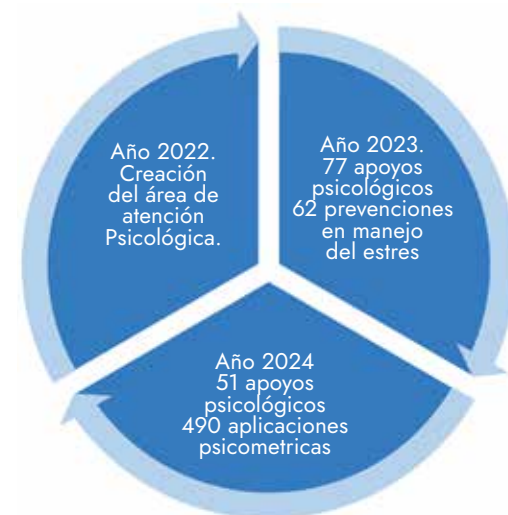 Año 2022.
Creación
del área de
atención
Psicológica.
Año 2023.
77 apoyos
psicológicos
62 prevenciones
en manejo
del estres
Año 2024
51 apoyos
psicológicos
490 aplicaciones
psicometricas